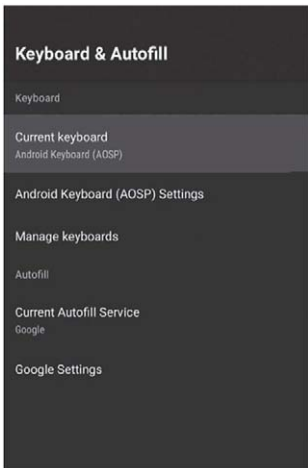 Keyboard & Autofill
Keyboard
Current keyboard
Android Keyboard (AOSP)
Android Keyboard (AOSP) Settings
Manage keyboards
Autofill
Current Autofill Service
Google
Google Settings